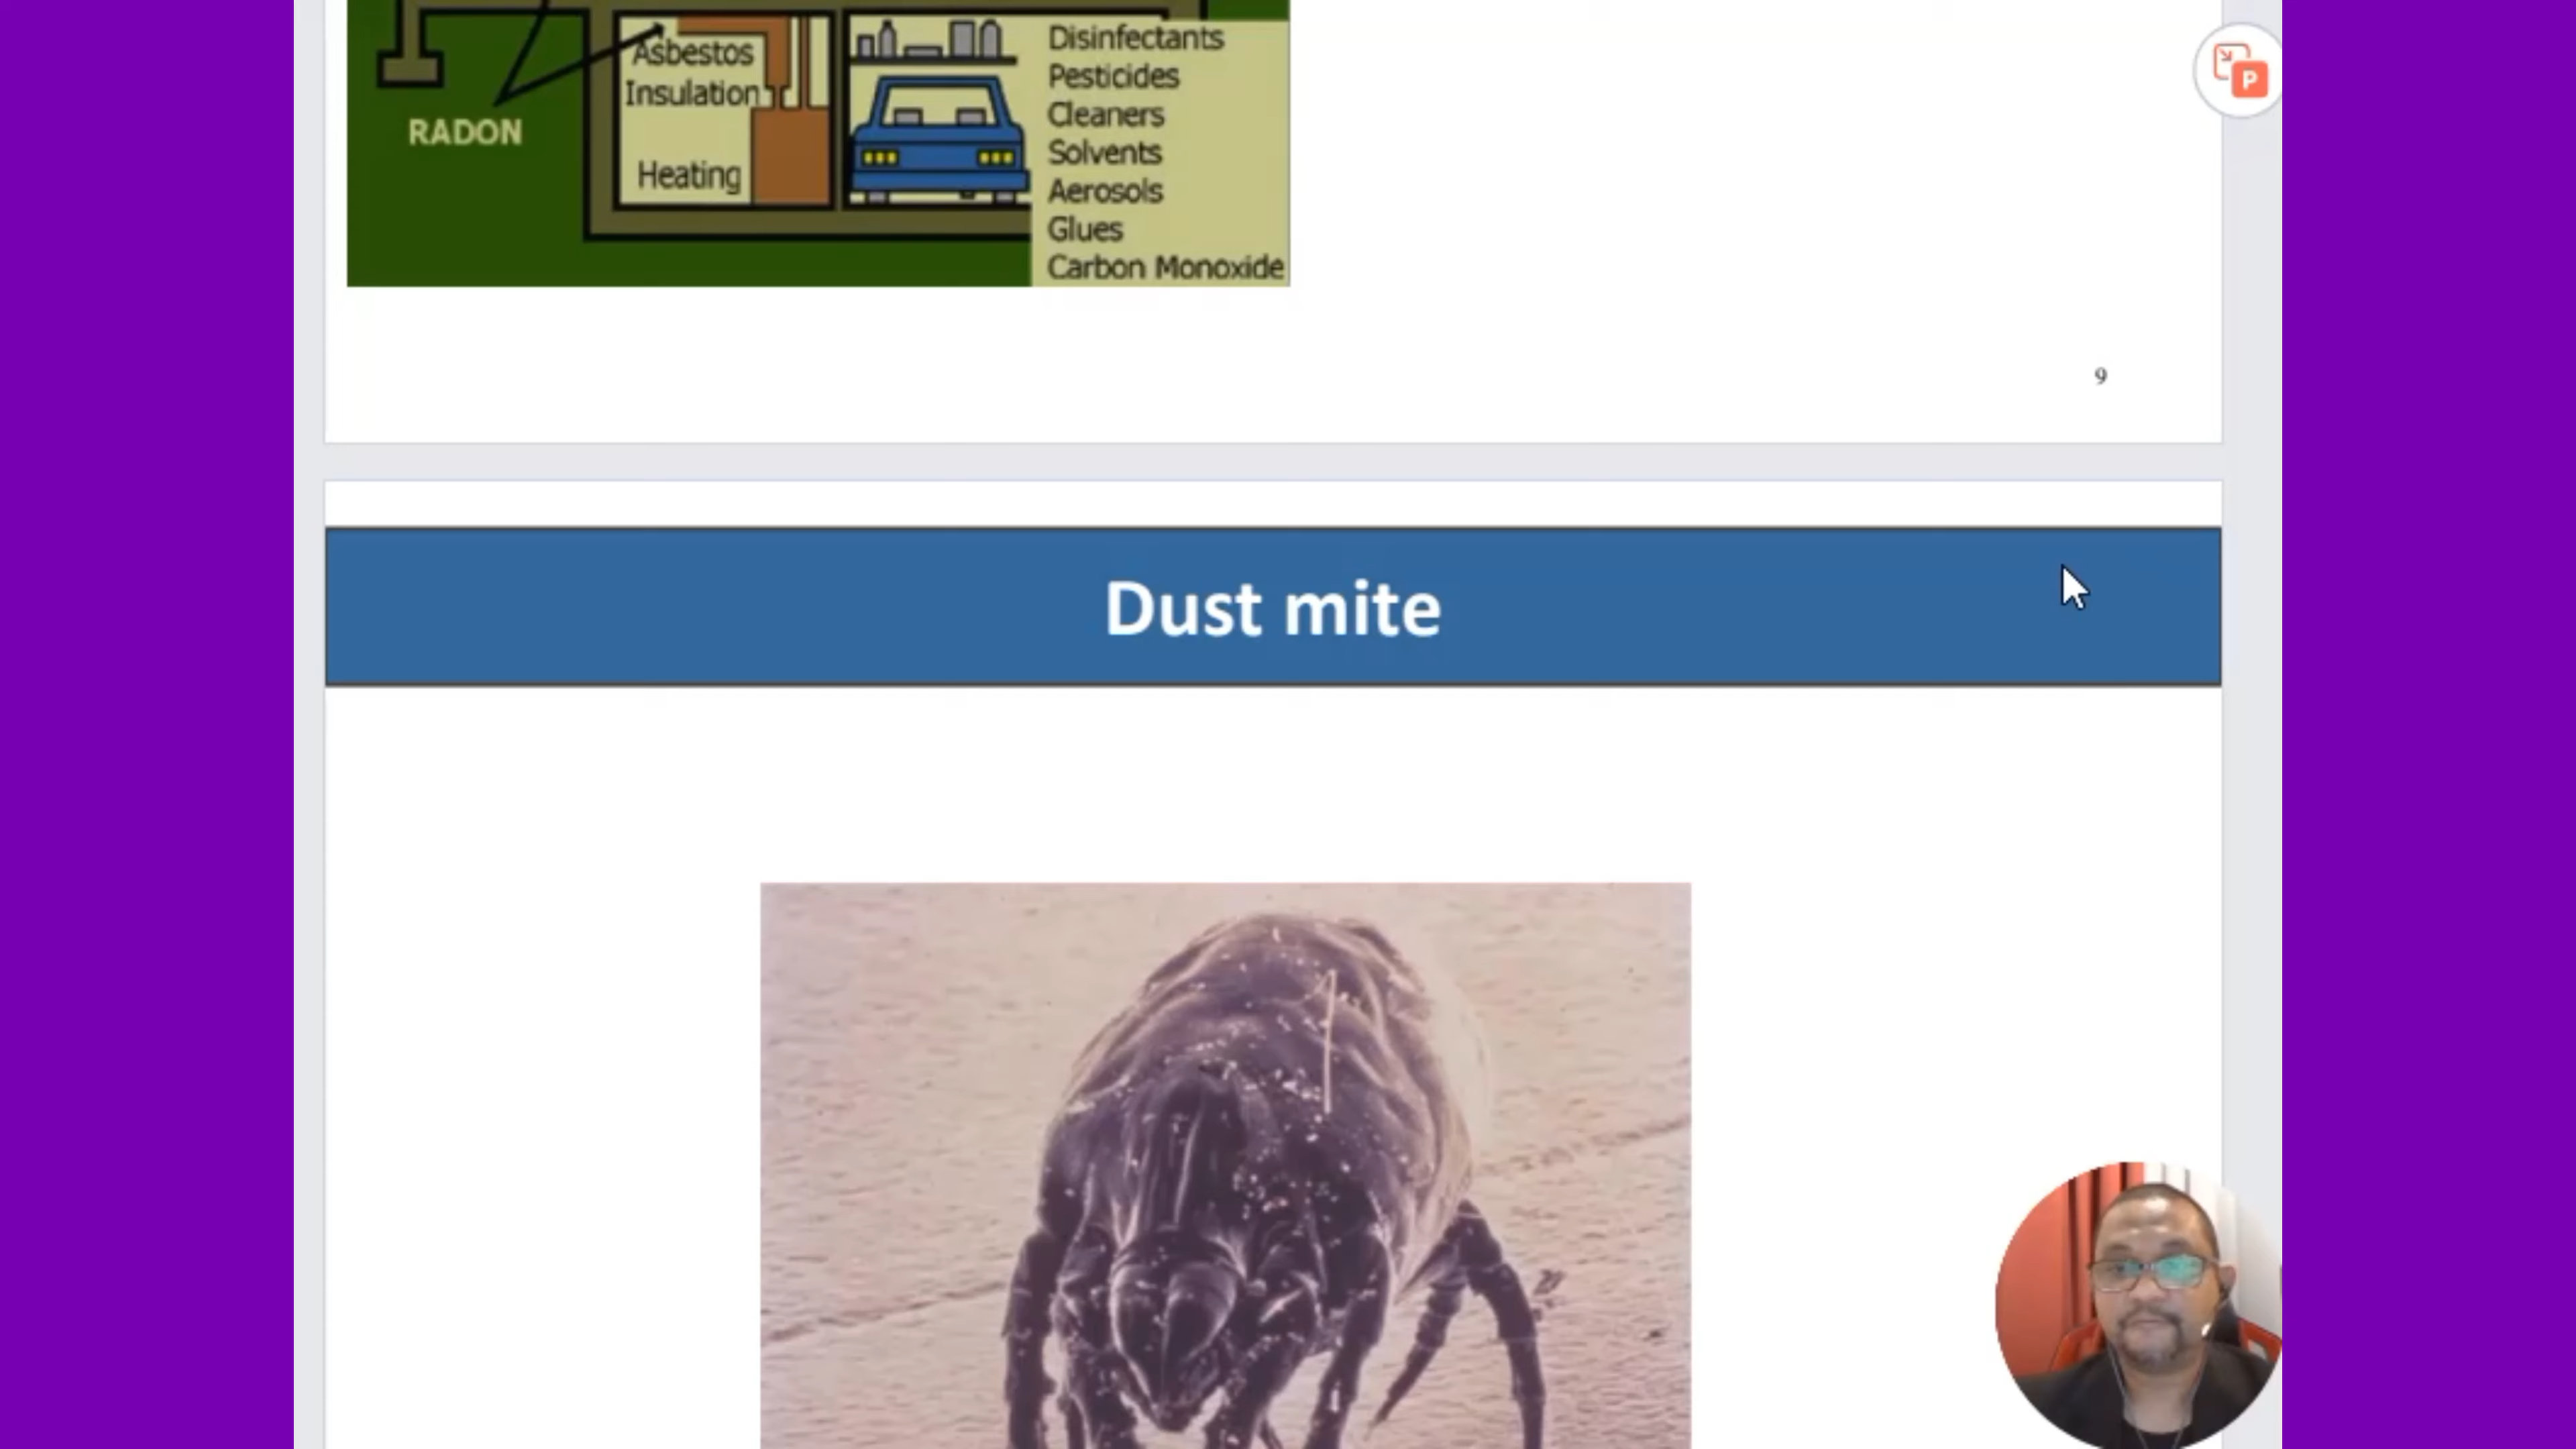 Asbestos
Insulation
Heating
RADON
Disinfectants
Pesticides
Cleaners
Solvents
Aerosols
Glues
Carbon Monoxide
P
9
Dust mite